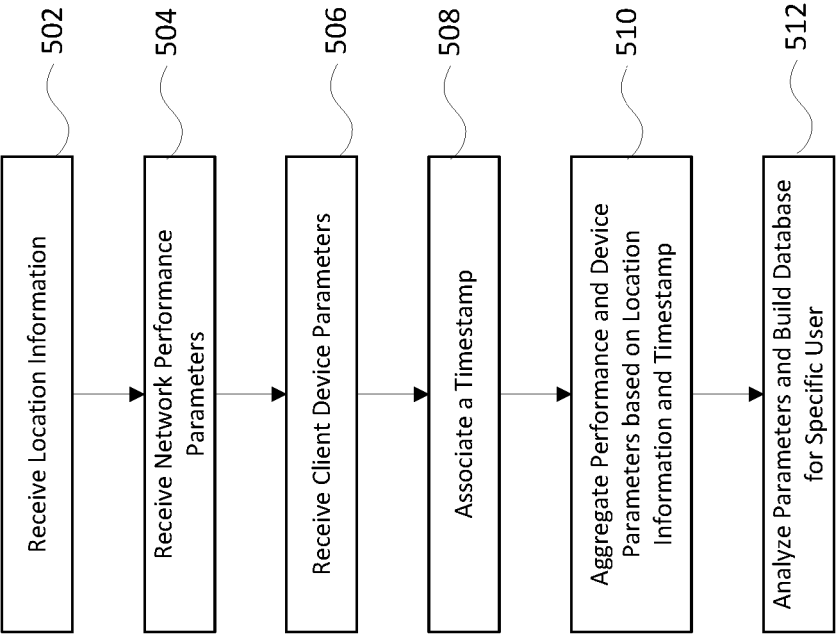 Receive Location Information
502
Receive Network Performance
Parameters
504
Receive Client Device Parameters
506
Associate a Timestamp
508
Aggregate Performance and Device
Parameters based on Location
Information and Timestamp
510
Analyze Parameters and Build Database
for Specific User
512